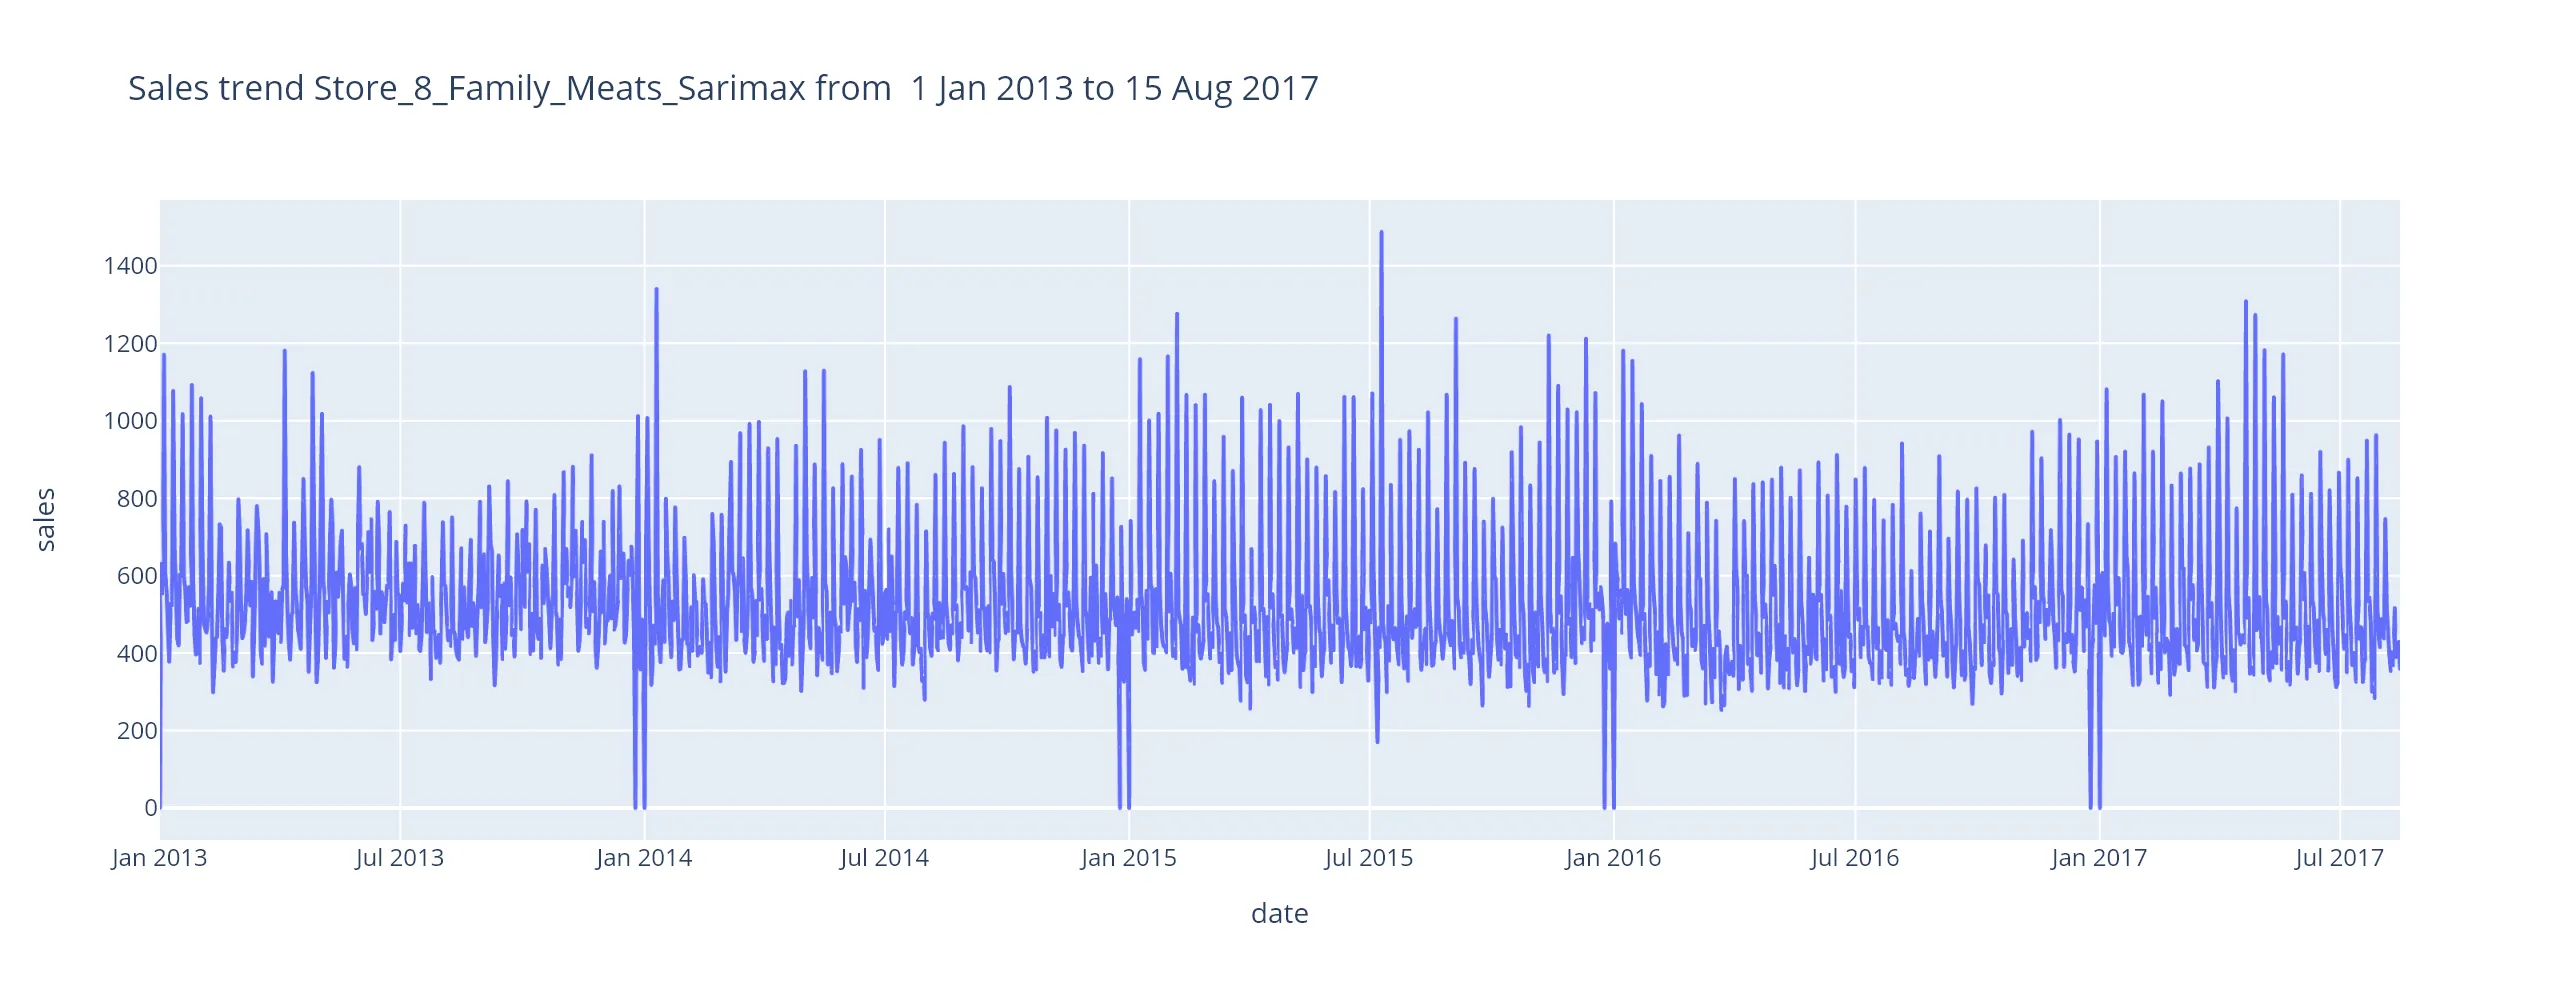 Sales trend Store_8_Family_Meats_Sarimax from  1 Jan 2013 to 15 Aug 2017
1400
1200
1000
800
600
400
200
0
sales
Jan 2013 Jul 2013 Jan 2014 Jul 2014 Jan 2015 Jul 2015 Jan 2016 Jul 2016 Jan 2017 Jul 2017
date